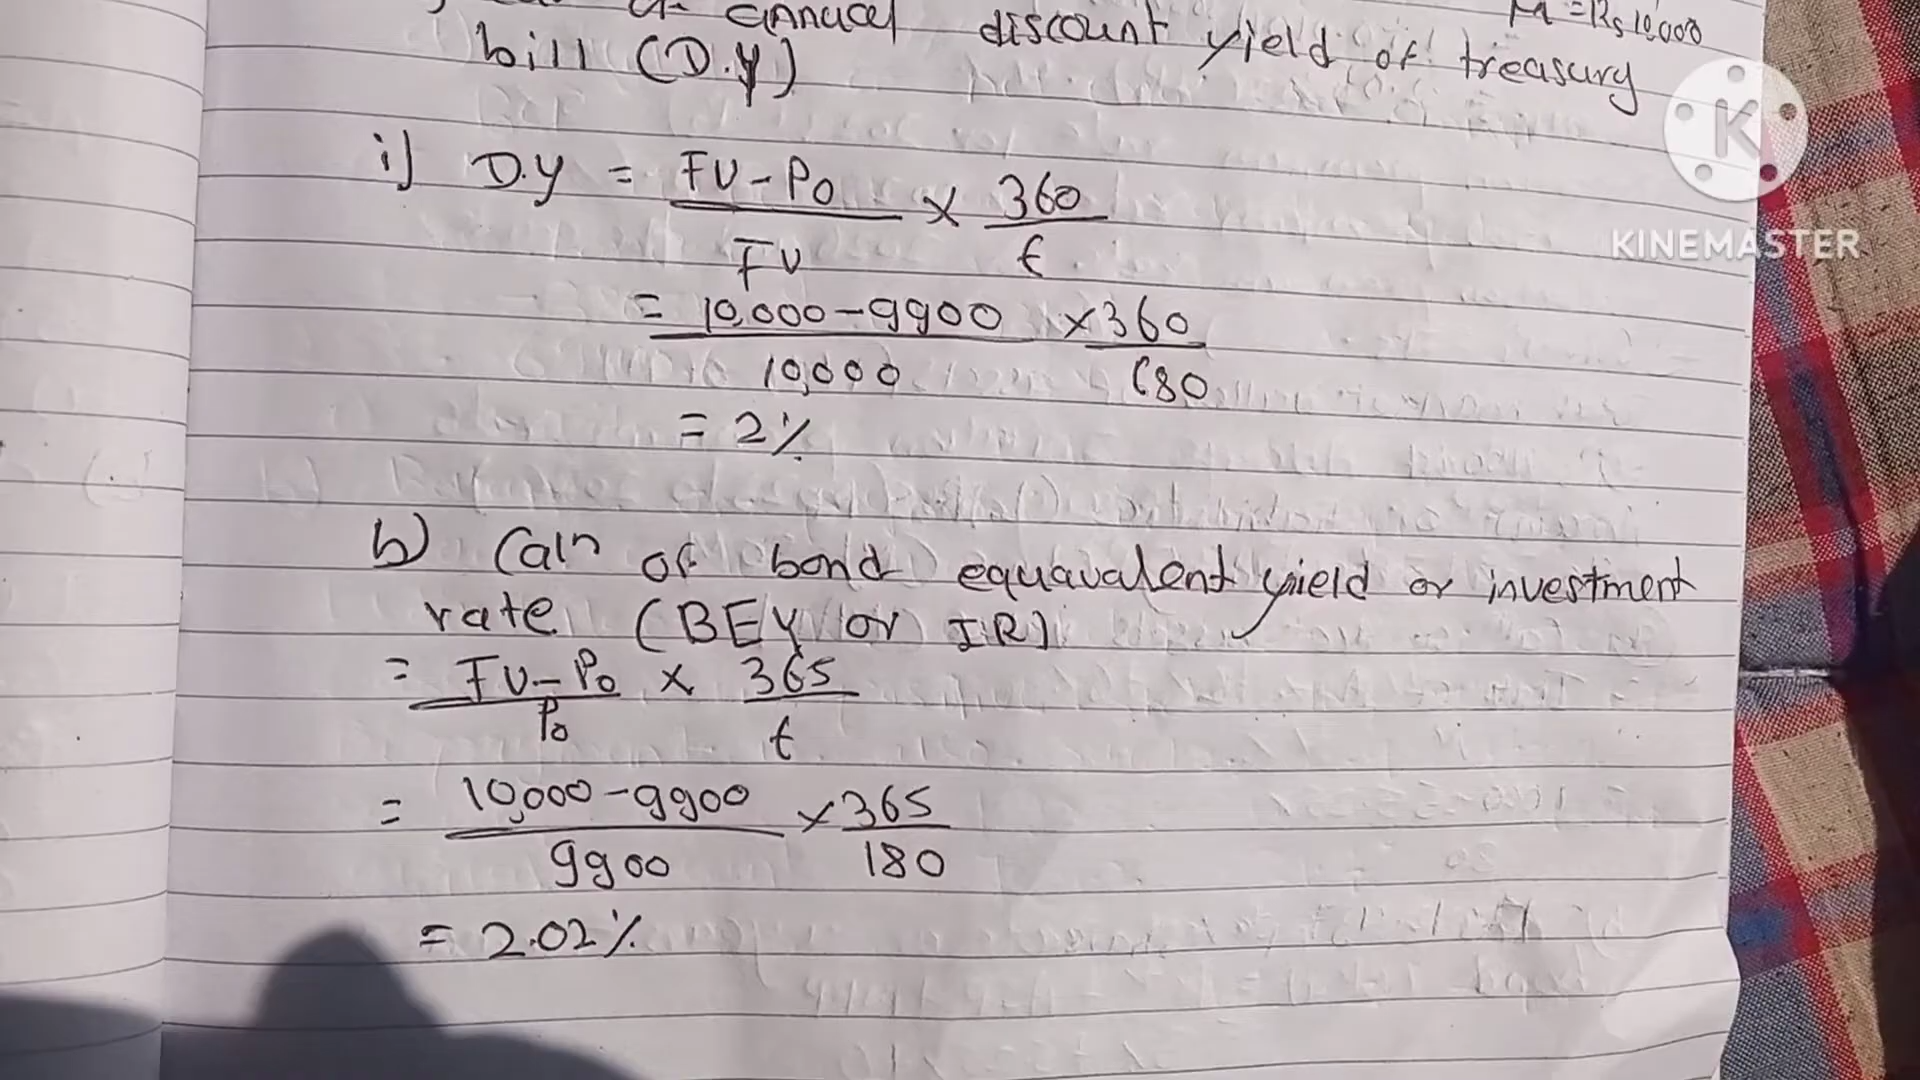 of annual discount yield of treasury
M = Rs 10,000
bill (D.Y)
i) D.Y = FV - P0 / FV × 360 / t
= 10,000 - 9900 / 10,000 × 360 / 180
= 2%
b) Caln of bond equavalent yield or investment
rate (BEY or IR)
= FV - P0 / P0 × 365 / t
= 10,000 - 9900 / 9900 × 365 / 180
= 2.02%
K
KINEMASTER